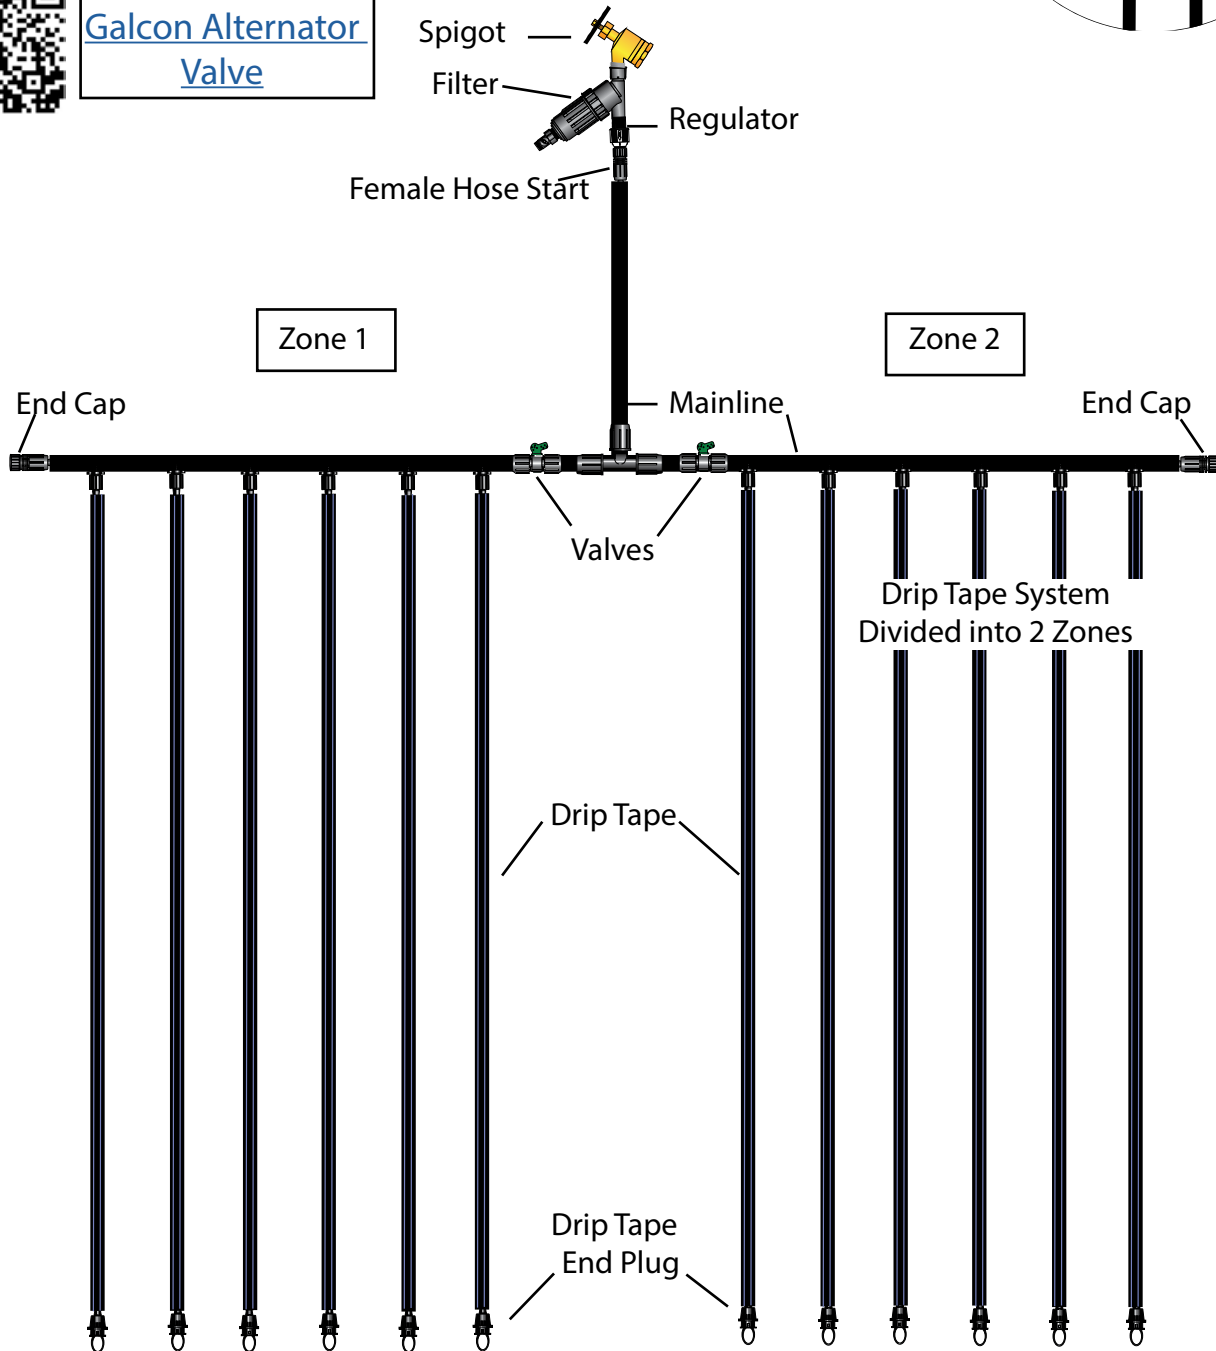 Galcon Alternator
Valve
Spigot
Filter
Regulator
Female Hose Start
Zone 1
Zone 2
End Cap
Mainline
End Cap
Valves
Drip Tape System
Divided into 2 Zones
Drip Tape
Drip Tape
End Plug